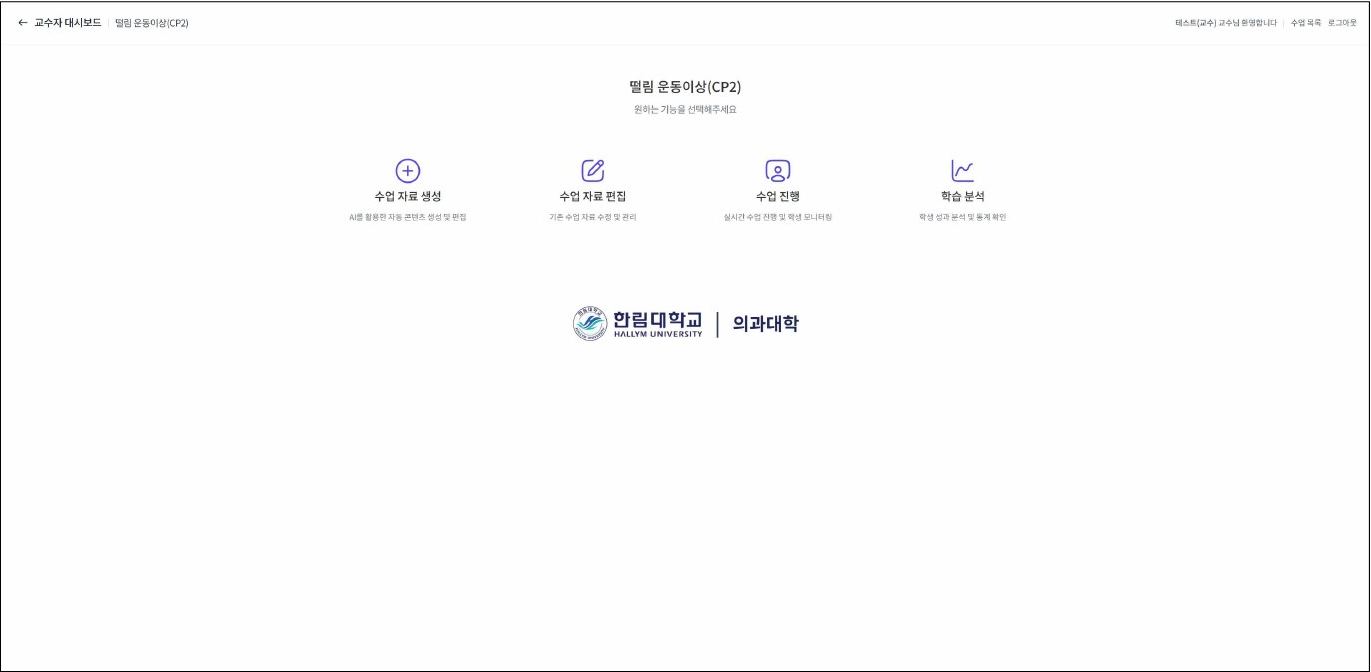 ← 교수자 대시보드 | 떨림 운동이상(CP2)
테스트(교수) 교수님 환영합니다 | 수업 목록 로그아웃
떨림 운동이상(CP2)
원하는 기능을 선택해주세요
수업 자료 생성
AI를 활용한 자동 콘텐츠 생성 및 편집
수업 자료 편집
기존 수업 자료 수정 및 관리
수업 진행
실시간 수업 진행 및 학생 모니터링
학습 분석
학생 성과 분석 및 통계 확인
한림대학교 | 의과대학
HALLYM UNIVERSITY